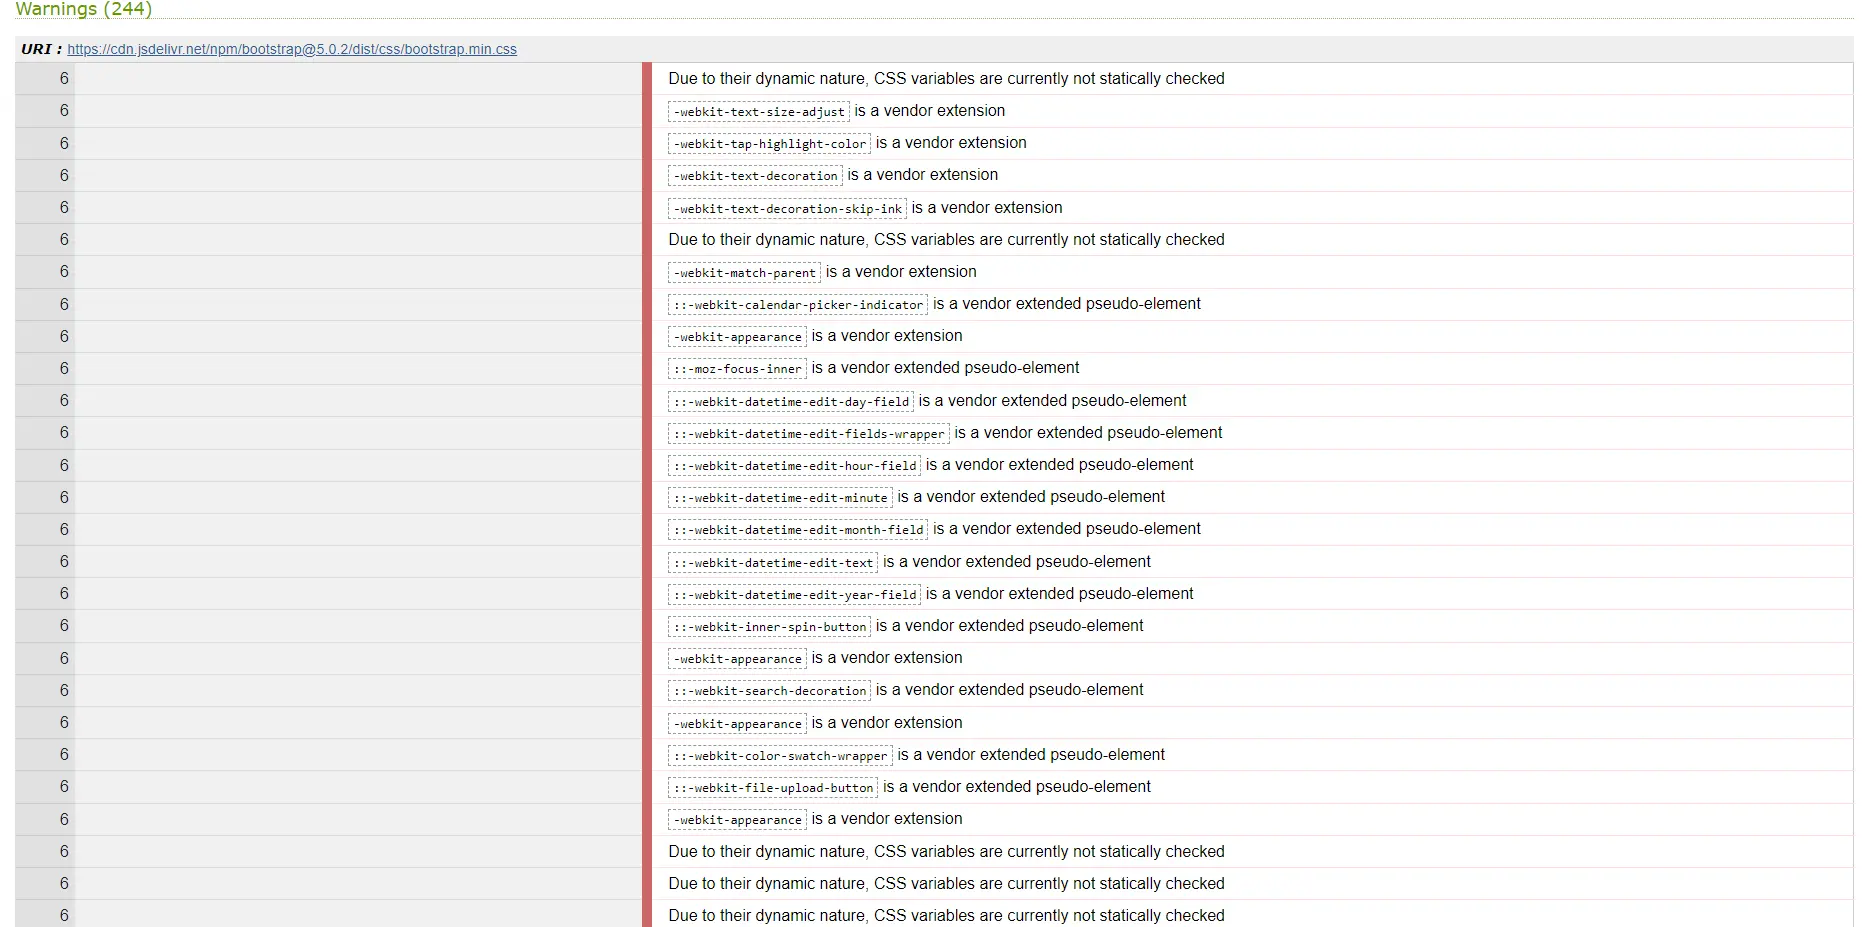 Warnings (244)
URI : https://cdn.jsdelivr.net/npm/bootstrap@5.0.2/dist/css/bootstrap.min.css
6 Due to their dynamic nature, CSS variables are currently not statically checked
6 -webkit-text-size-adjust is a vendor extension
6 -webkit-tap-highlight-color is a vendor extension
6 -webkit-text-decoration is a vendor extension
6 -webkit-text-decoration-skip-ink is a vendor extension
6 Due to their dynamic nature, CSS variables are currently not statically checked
6 -webkit-match-parent is a vendor extension
6 ::-webkit-calendar-picker-indicator is a vendor extended pseudo-element
6 -webkit-appearance is a vendor extension
6 ::-moz-focus-inner is a vendor extended pseudo-element
6 ::-webkit-datetime-edit-day-field is a vendor extended pseudo-element
6 ::-webkit-datetime-edit-fields-wrapper is a vendor extended pseudo-element
6 ::-webkit-datetime-edit-hour-field is a vendor extended pseudo-element
6 ::-webkit-datetime-edit-minute is a vendor extended pseudo-element
6 ::-webkit-datetime-edit-month-field is a vendor extended pseudo-element
6 ::-webkit-datetime-edit-text is a vendor extended pseudo-element
6 ::-webkit-datetime-edit-year-field is a vendor extended pseudo-element
6 ::-webkit-inner-spin-button is a vendor extended pseudo-element
6 -webkit-appearance is a vendor extension
6 ::-webkit-search-decoration is a vendor extended pseudo-element
6 -webkit-appearance is a vendor extension
6 ::-webkit-color-swatch-wrapper is a vendor extended pseudo-element
6 ::-webkit-file-upload-button is a vendor extended pseudo-element
6 -webkit-appearance is a vendor extension
6 Due to their dynamic nature, CSS variables are currently not statically checked
6 Due to their dynamic nature, CSS variables are currently not statically checked
6 Due to their dynamic nature, CSS variables are currently not statically checked